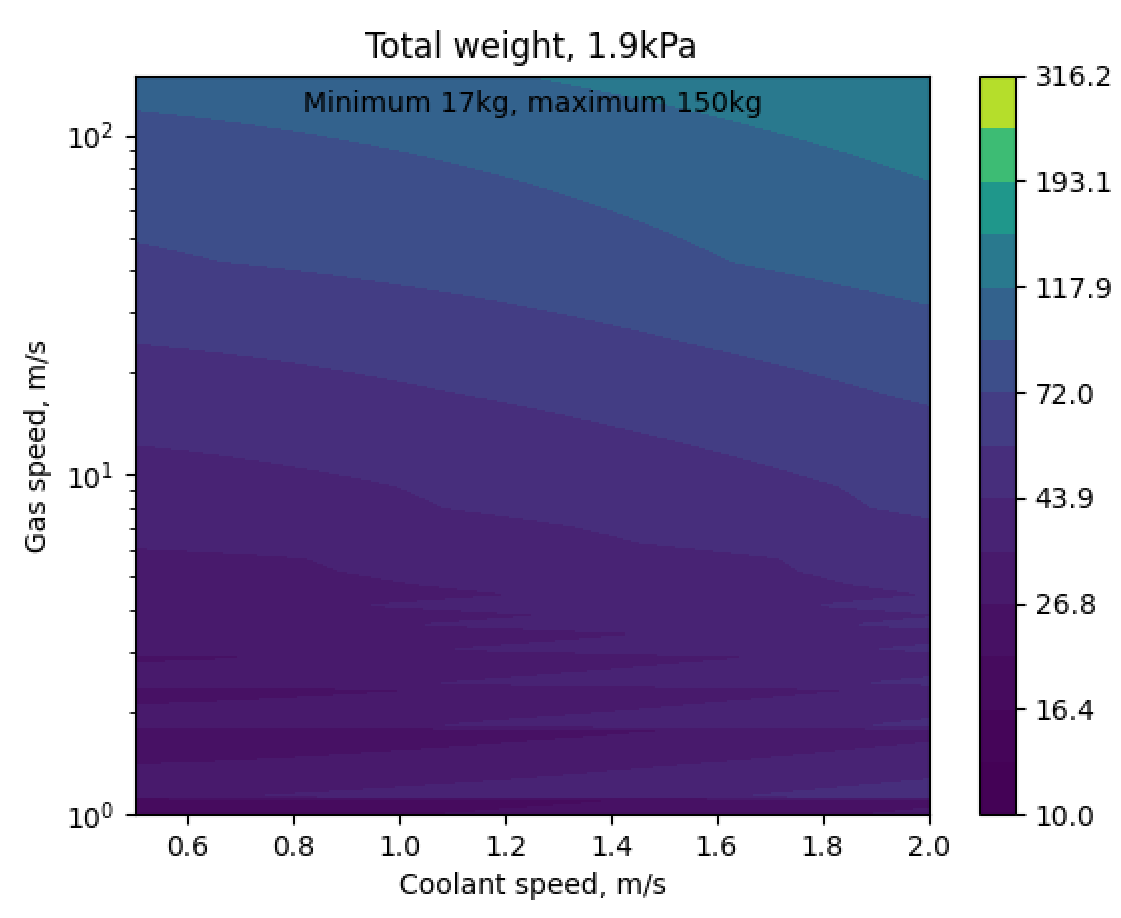 Total weight, 1.9kPa
Minimum 17kg, maximum 150kg
Gas speed, m/s
10²
10¹
10⁰
0.6 0.8 1.0 1.2 1.4 1.6 1.8 2.0
Coolant speed, m/s
316.2
193.1
117.9
72.0
43.9
26.8
16.4
10.0